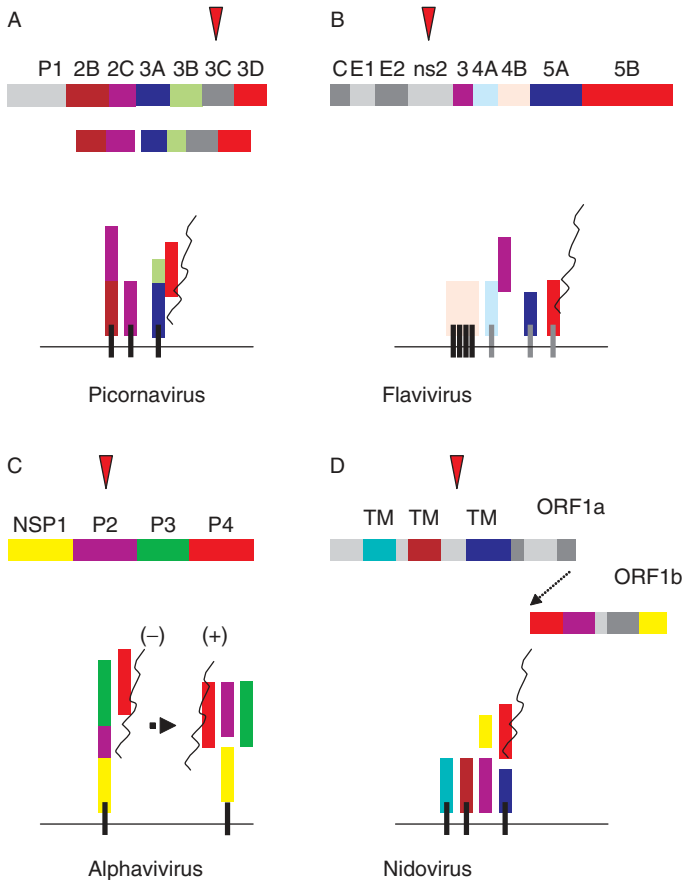 A
P1 2B 2C 3A 3B 3C 3D
Picornavirus
B
C E1 E2 ns2 3 4A 4B 5A 5B
Flavivirus
C
NSP1 P2 P3 P4
(–) (+)
Alphavivirus
D
TM TM TM ORF1a
ORF1b
Nidovirus